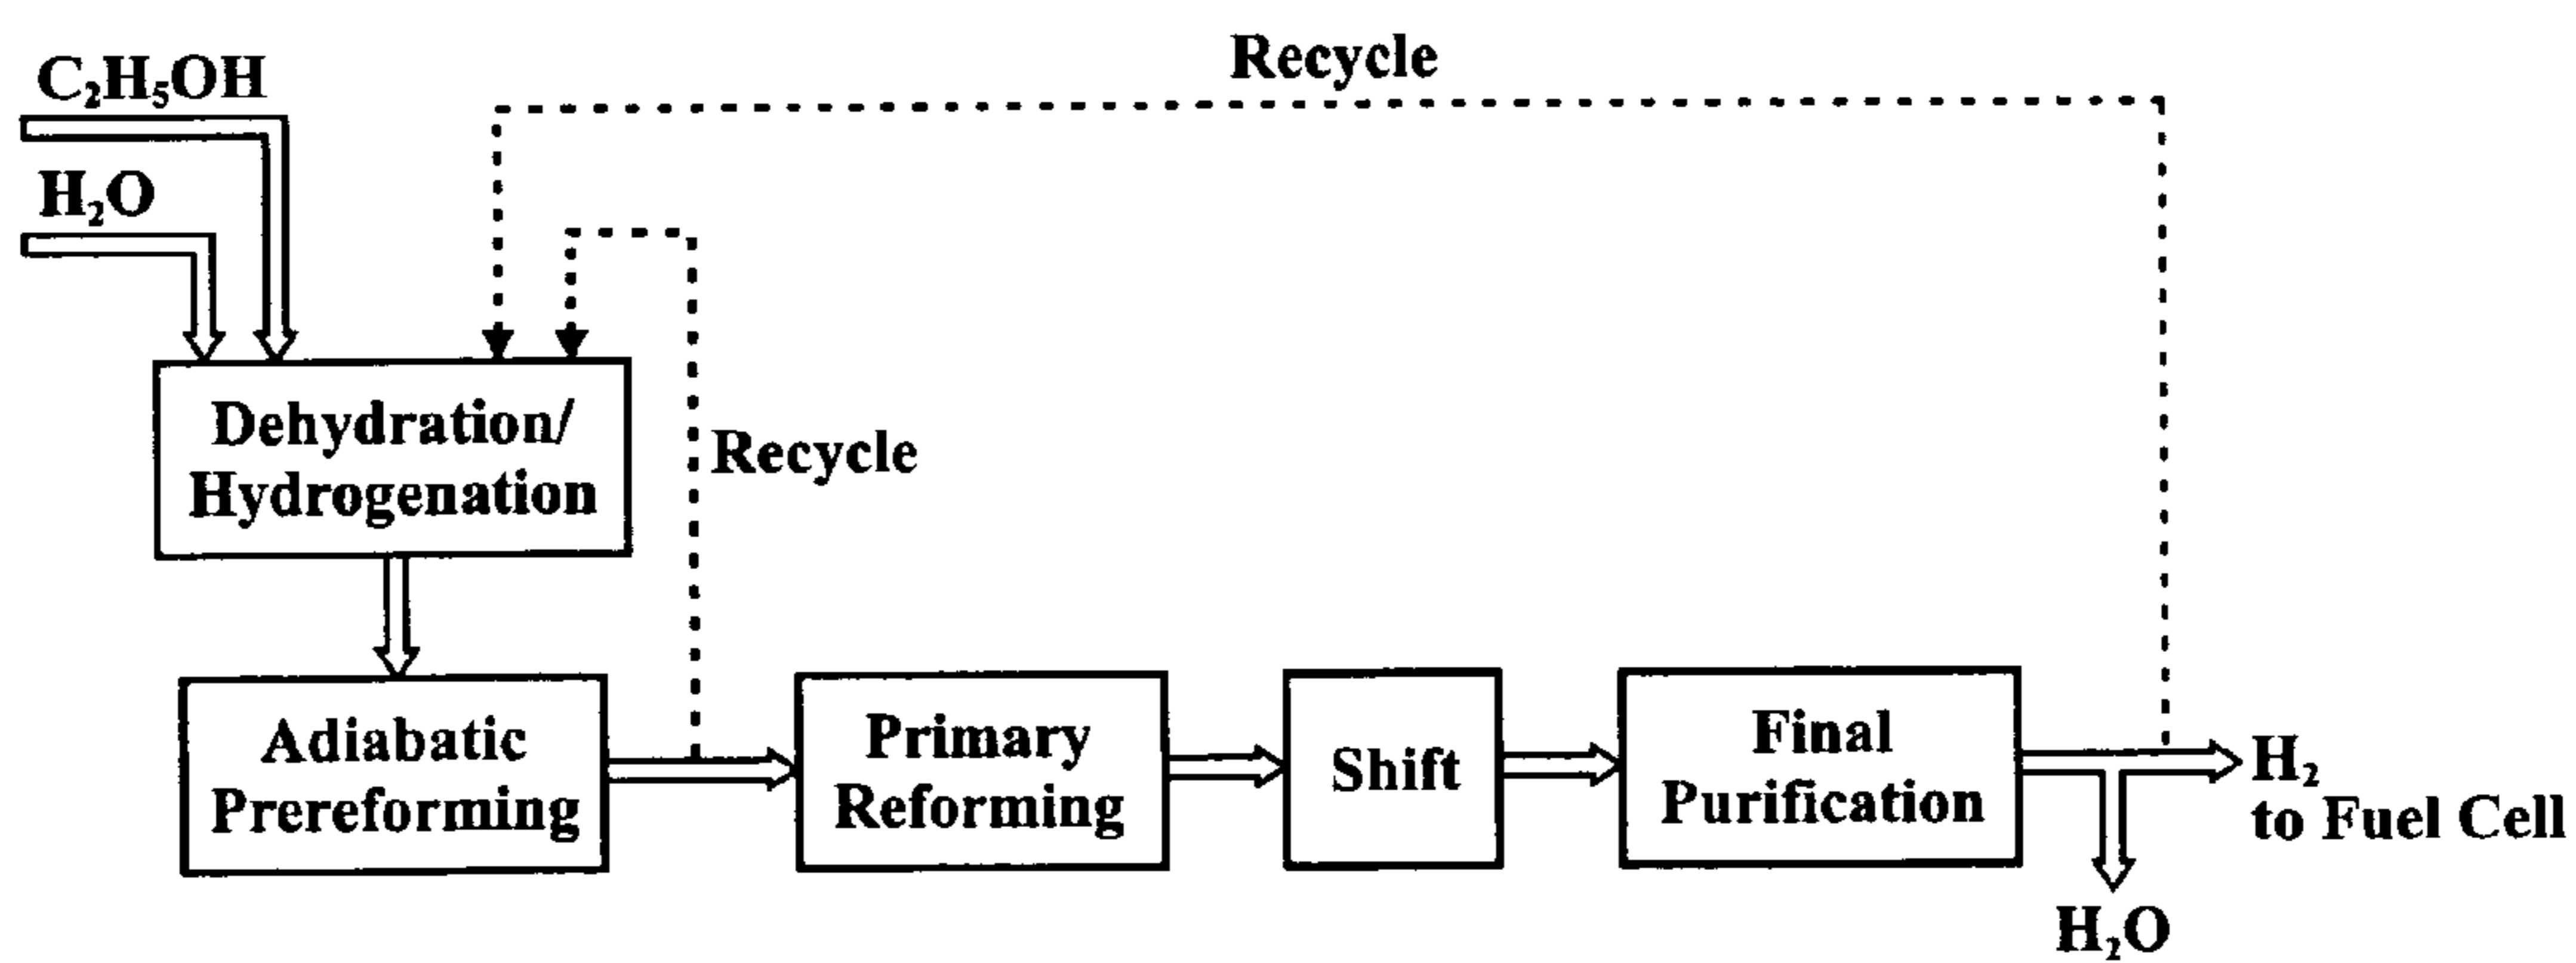 Recycle
C₂H₅OH
H₂O
Dehydration/
Hydrogenation
Recycle
Adiabatic
Prereforming
Primary
Reforming
Shift
Final
Purification
H₂
to Fuel Cell
H₂O